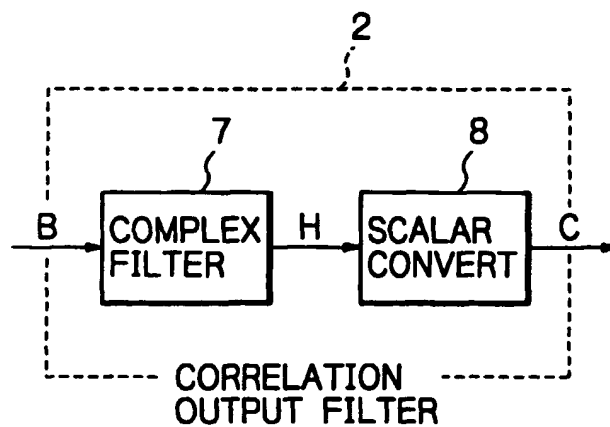 2
7
8
B
COMPLEX
FILTER
H
SCALAR
CONVERT
C
CORRELATION
OUTPUT FILTER